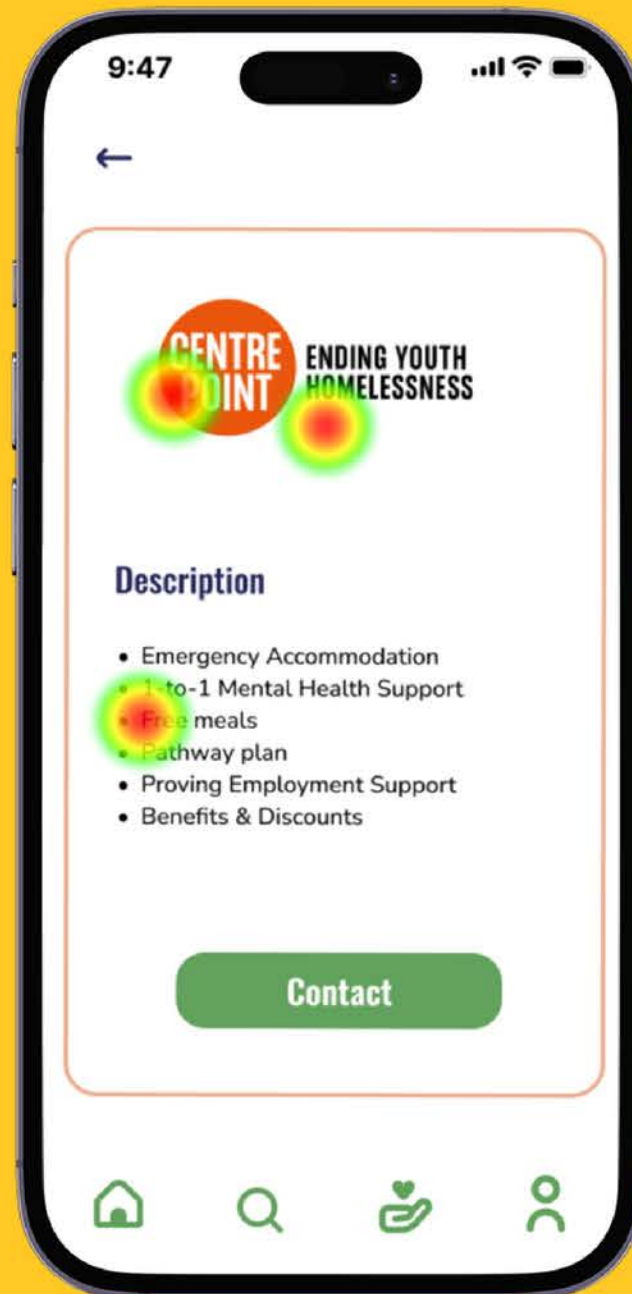 9:47
CENTRE
POINT
ENDING YOUTH
HOMELESSNESS
Description
• Emergency Accommodation
• 1-to-1 Mental Health Support
• Free meals
• Pathway plan
• Proving Employment Support
• Benefits & Discounts
Contact